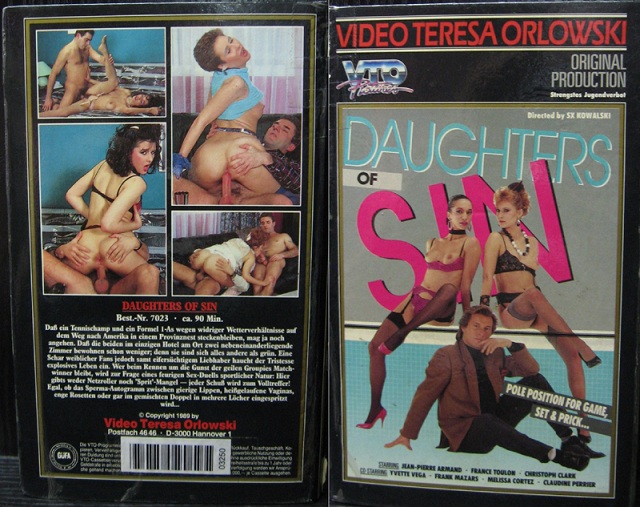 DAUGHTERS OF SIN
Best.-Nr. 7023 · ca. 90 Min.
Daß ein Tennischamp und ein Formel 1-As wegen widriger Wetterverhältnisse auf
dem Weg nach Amerika in einem Provinznest steckenbleiben, mag ja noch
angehen. Daß die beiden im einzigen Hotel am Ort zwei nebeneinanderliegende
Zimmer bewohnen schon weniger; denn sie sind sich alles andere als grün. Eine
Schar weiblicher Fans jedoch samt eifersüchtigem Liebhaber haucht der Tristesse
explosives Leben ein. Wer beim Rennen um die Gunst der geilen Groupies Match-
winner bleibt, wird zur Frage eines feurigen Sex-Duells sportlicher Natur: Hier
gibts weder Netzroller noch 'Sprit'-Mangel — jeder Schuß wird zum Volltreffer!
Egal, ob das Sperma-Autogramm zwischen gierige Lippen, heißgelaufene Vaginas,
enge Rosetten oder gar im gemischten Doppel in mehrere Löcher eingespritzt
wird...
© Copyright 1989 by
Video Teresa Orlowski
Postfach 46 46 · D-3000 Hannover 1
GÜFA
03250
VIDEO TERESA ORLOWSKI
VTO
ORIGINAL
PRODUCTION
Strengstes Jugendverbot
Directed by SX KOWALSKI
DAUGHTERS
OF
SIN
POLE POSITION FOR GAME,
SET & PRICK...
STARRING JEAN-PIERRE ARMAND · FRANCE TOULON · CHRISTOPH CLARK
CO-STARRING YVETTE VEGA · FRANK MAZARS · MELISSA CORTEZ · CLAUDINE PERRIER